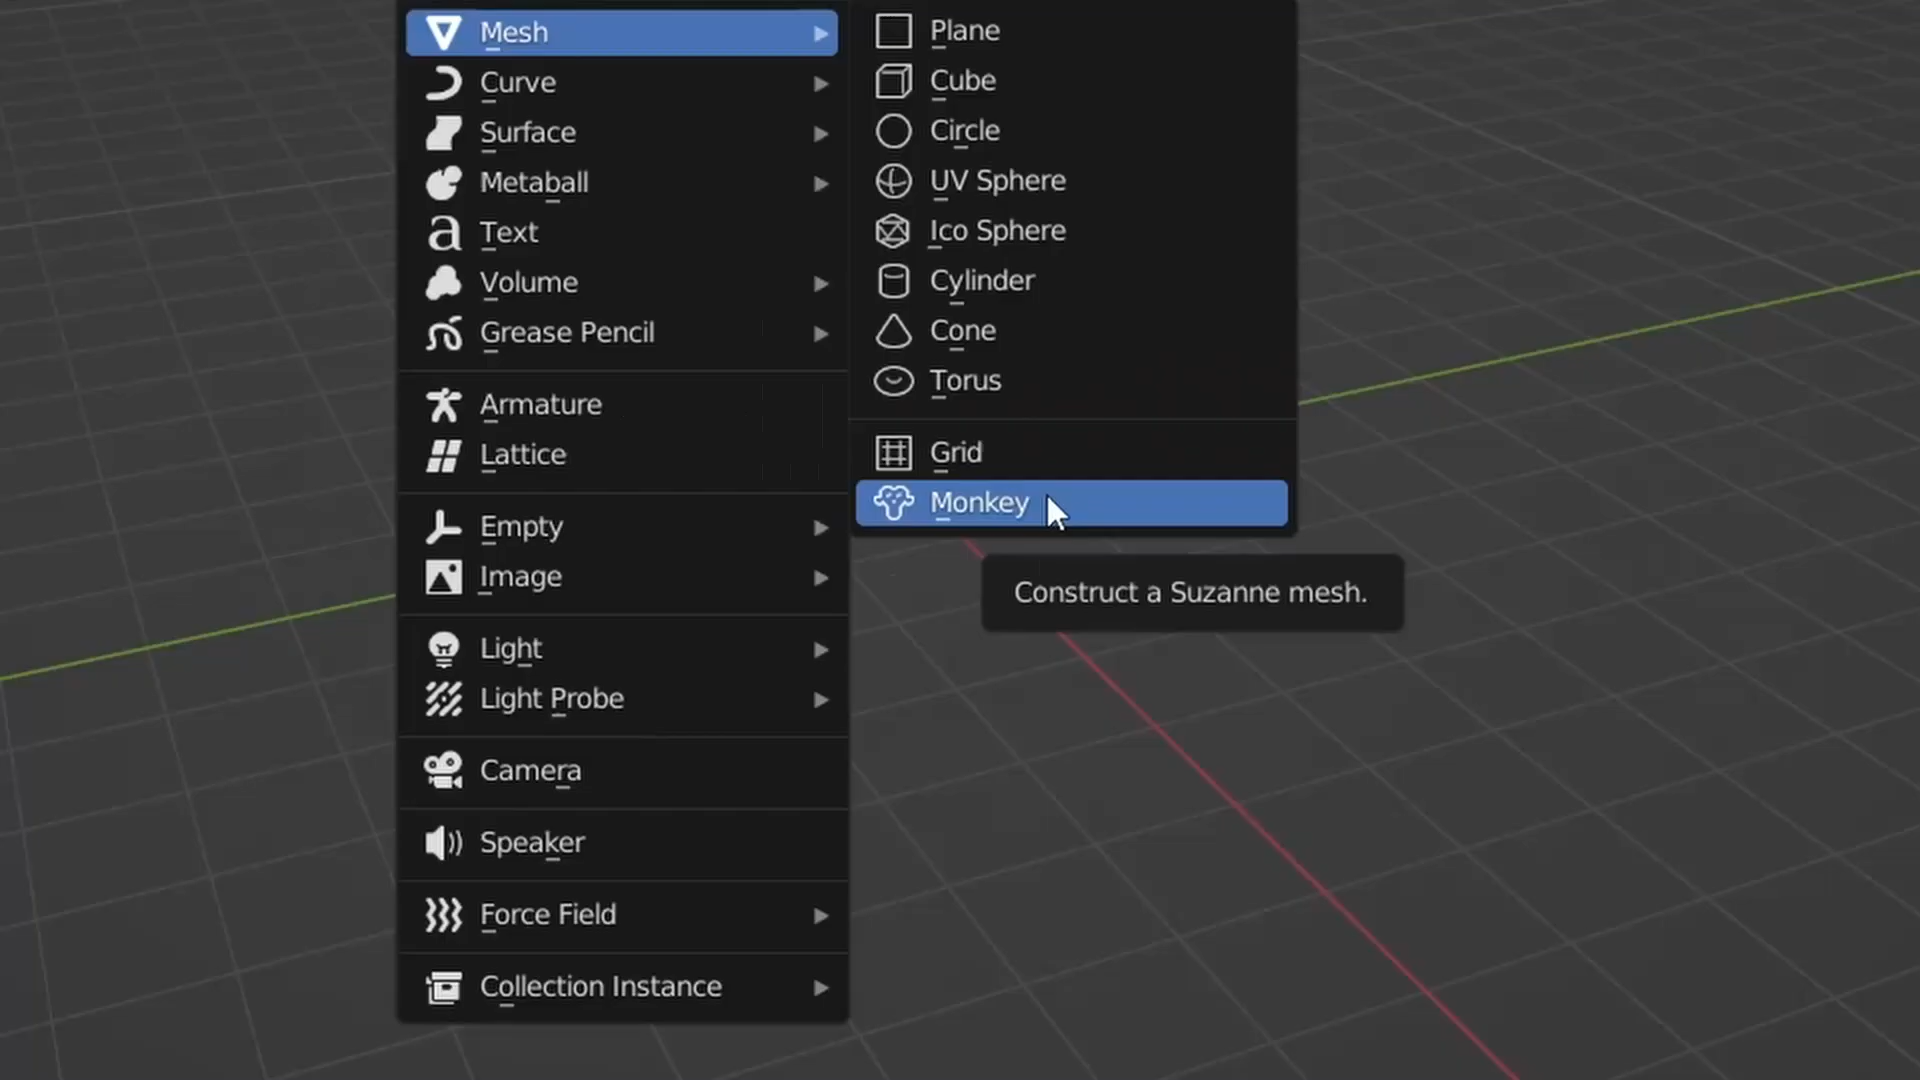 Mesh
Curve
Surface
Metaball
Text
Volume
Grease Pencil
Armature
Lattice
Empty
Image
Light
Light Probe
Camera
Speaker
Force Field
Collection Instance
Plane
Cube
Circle
UV Sphere
Ico Sphere
Cylinder
Cone
Torus
Grid
Monkey
Construct a Suzanne mesh.